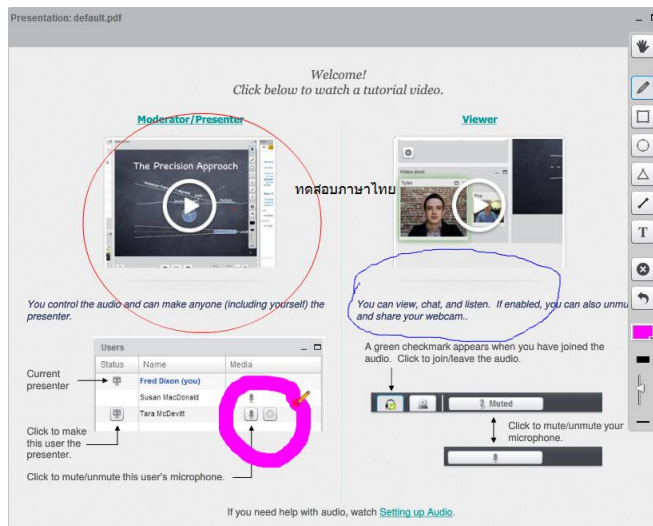 Presentation: default.pdf
Welcome!
Click below to watch a tutorial video.
Moderator/Presenter
Viewer
The Precision Approach
Video dock
Tyler
ทดสอบภาษาไทย
You control the audio and can make anyone (including yourself) the
presenter.
You can view, chat, and listen. If enabled, you can also unmu
and share your webcam..
Users
Status Name Media
Current
presenter
Fred Dixon (you)
Susan MacDonald
Tara McDevitt
Click to make
this user the
presenter.
Click to mute/unmute this user's microphone.
A green checkmark appears when you have joined the
audio. Click to join/leave the audio.
Muted
Click to mute/unmute your
microphone.
If you need help with audio, watch Setting up Audio.
T